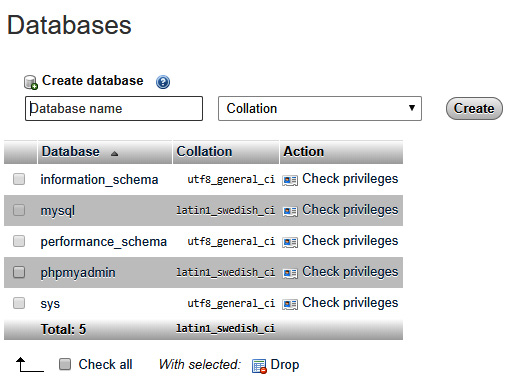 Databases
Create database
Database name Collation Create
Database Collation Action
information_schema utf8_general_ci Check privileges
mysql latin1_swedish_ci Check privileges
performance_schema utf8_general_ci Check privileges
phpmyadmin latin1_swedish_ci Check privileges
sys utf8_general_ci Check privileges
Total: 5 latin1_swedish_ci
Check all With selected: Drop